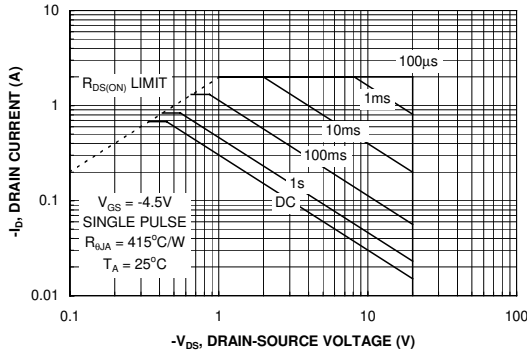 10
1
0.1
0.01
-I_D, DRAIN CURRENT (A)
R_DS(ON) LIMIT
100µs
1ms
10ms
100ms
1s
DC
V_GS = -4.5V
SINGLE PULSE
R_θJA = 415°C/W
T_A = 25°C
0.1
1
10
100
-V_DS, DRAIN-SOURCE VOLTAGE (V)